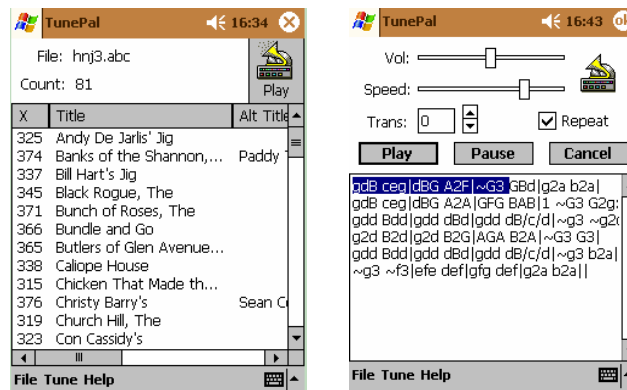 TunePal 16:34
File: hnj3.abc
Count: 81
Play
X Title Alt Title
325 Andy De Jarlis' Jig
374 Banks of the Shannon,... Paddy
337 Bill Hart's Jig
345 Black Rogue, The
371 Bunch of Roses, The
366 Bundle and Go
365 Butlers of Glen Avenue...
338 Caliope House
315 Chicken That Made th...
376 Christy Barry's Sean
319 Church Hill, The
323 Con Cassidy's
File Tune Help
TunePal 16:43 ok
Vol:
Speed:
Trans: 0 Repeat
Play Pause Cancel
gdB ceg|dBG A2F|~G3 GBd|g2a b2a|
gdB ceg|dBG A2A|GFG BAB|1 ~G3 G2g:
gdd Bdd|gdd dBd|gdd dB/c/d|~g3 ~g2
g2d B2d|g2d B2G|AGA B2A|~G3 G3|
gdd Bdd|gdd dBd|gdd dB/c/d|~g3 b2a|
~g3 ~f3|efe def|gfg def|g2a b2a||
File Tune Help